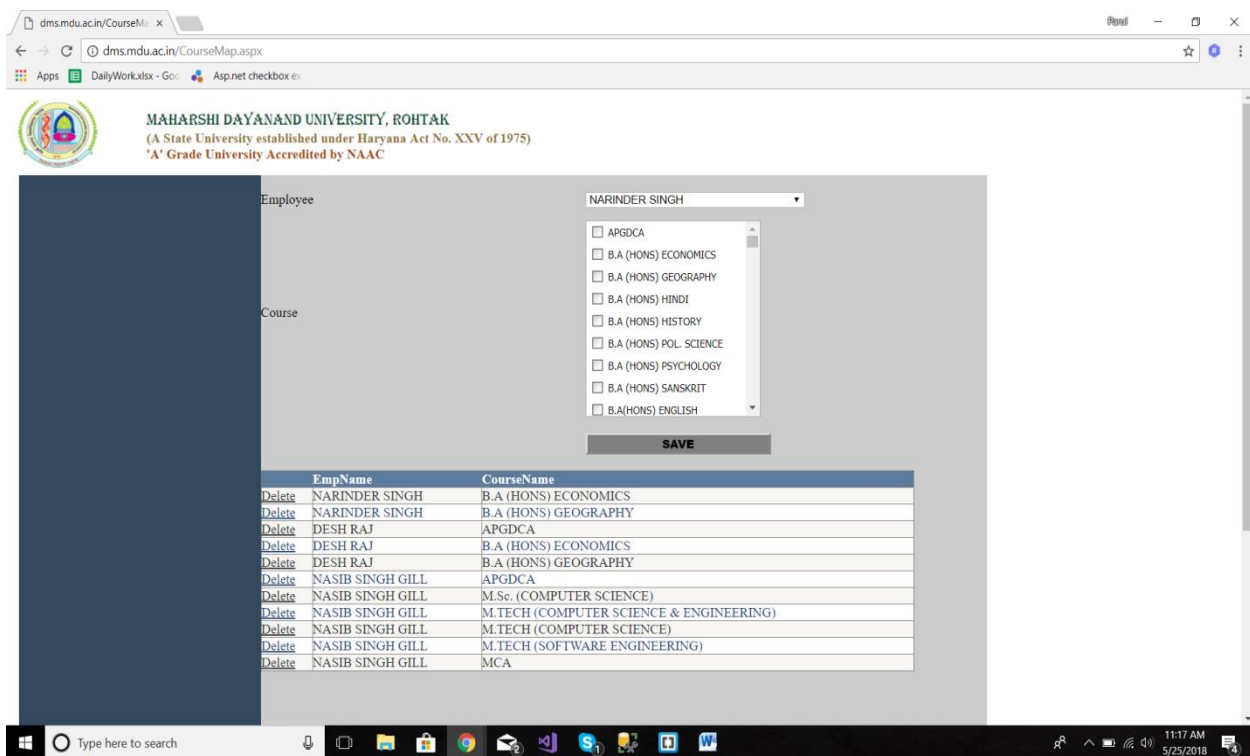 dms.mdu.ac.in/CourseMa
Parul
dms.mdu.ac.in/CourseMap.aspx
Apps DailyWork.xlsx - Goo Asp.net checkbox ex
MAHARSHI DAYANAND UNIVERSITY, ROHTAK
(A State University established under Haryana Act No. XXV of 1975)
'A' Grade University Accredited by NAAC
Employee NARINDER SINGH
Course
APGDCA
B.A (HONS) ECONOMICS
B.A (HONS) GEOGRAPHY
B.A (HONS) HINDI
B.A (HONS) HISTORY
B.A (HONS) POL. SCIENCE
B.A (HONS) PSYCHOLOGY
B.A (HONS) SANSKRIT
B.A(HONS) ENGLISH
SAVE
EmpName CourseName
Delete NARINDER SINGH B.A (HONS) ECONOMICS
Delete NARINDER SINGH B.A (HONS) GEOGRAPHY
Delete DESH RAJ APGDCA
Delete DESH RAJ B.A (HONS) ECONOMICS
Delete DESH RAJ B.A (HONS) GEOGRAPHY
Delete NASIB SINGH GILL APGDCA
Delete NASIB SINGH GILL M.Sc. (COMPUTER SCIENCE)
Delete NASIB SINGH GILL M.TECH (COMPUTER SCIENCE & ENGINEERING)
Delete NASIB SINGH GILL M.TECH (COMPUTER SCIENCE)
Delete NASIB SINGH GILL M.TECH (SOFTWARE ENGINEERING)
Delete NASIB SINGH GILL MCA
Type here to search
11:17 AM
5/25/2018